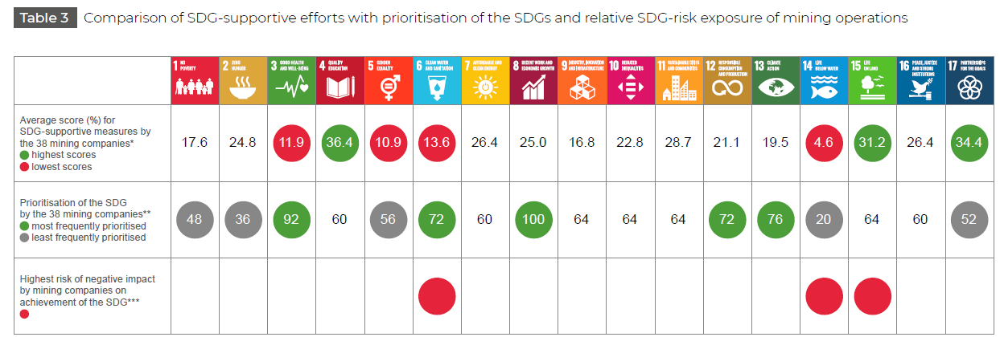 Table 3 Comparison of SDG-supportive efforts with prioritisation of the SDGs and relative SDG-risk exposure of mining operations
1 NO
POVERTY
2 ZERO
HUNGER
3 GOOD HEALTH
AND WELL-BEING
4 QUALITY
EDUCATION
5 GENDER
EQUALITY
6 CLEAN WATER
AND SANITATION
7 AFFORDABLE AND
CLEAN ENERGY
8 DECENT WORK AND
ECONOMIC GROWTH
9 INDUSTRY, INNOVATION
AND INFRASTRUCTURE
10 REDUCED
INEQUALITIES
11 SUSTAINABLE CITIES
AND COMMUNITIES
12 RESPONSIBLE
CONSUMPTION
AND PRODUCTION
13 CLIMATE
ACTION
14 LIFE
BELOW WATER
15 LIFE
ON LAND
16 PEACE, JUSTICE
AND STRONG
INSTITUTIONS
17 PARTNERSHIPS
FOR THE GOALS
Average score (%) for
SDG-supportive measures by
the 38 mining companies*
highest scores
lowest scores
17.6 24.8 11.9 36.4 10.9 13.6 26.4 25.0 16.8 22.8 28.7 21.1 19.5 4.6 31.2 26.4 34.4
Prioritisation of the SDG
by the 38 mining companies**
most frequently prioritised
least frequently prioritised
48 36 92 60 56 72 60 100 64 64 64 72 76 20 64 60 52
Highest risk of negative impact
by mining companies on
achievement of the SDG***